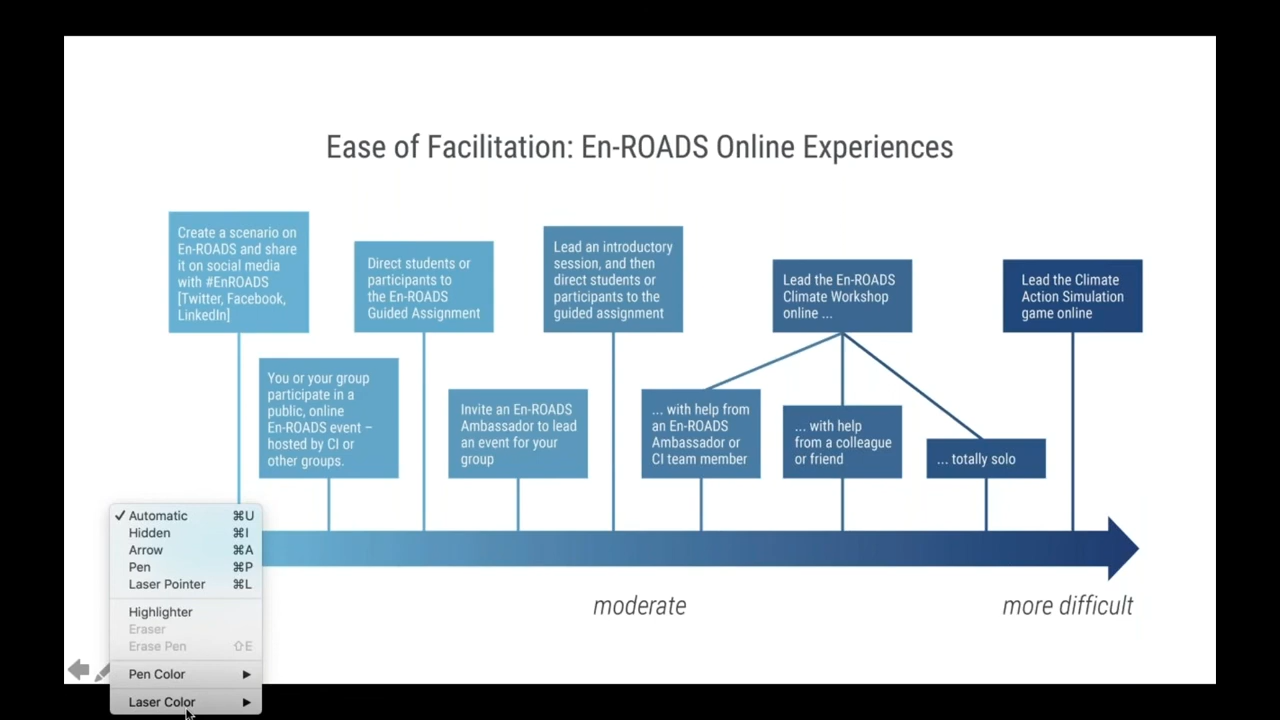 Ease of Facilitation: En-ROADS Online Experiences
Create a scenario on
En-ROADS and share
it on social media
with #EnROADS
[Twitter, Facebook,
LinkedIn]
You or your group
participate in a
public, online
En-ROADS event –
hosted by CI or
other groups.
Direct students or
participants to
the En-ROADS
Guided Assignment
Invite an En-ROADS
Ambassador to lead
an event for your
group
Lead an introductory
session, and then
direct students or
participants to the
guided assignment
Lead the En-ROADS
Climate Workshop
online ...
... with help from
an En-ROADS
Ambassador or
CI team member
... with help
from a colleague
or friend
... totally solo
Lead the Climate
Action Simulation
game online
moderate
more difficult
✓ Automatic ⌘U
Hidden ⌘I
Arrow ⌘A
Pen ⌘P
Laser Pointer ⌘L
Highlighter
Eraser
Erase Pen ⇧E
Pen Color ▶
Laser Color ▶